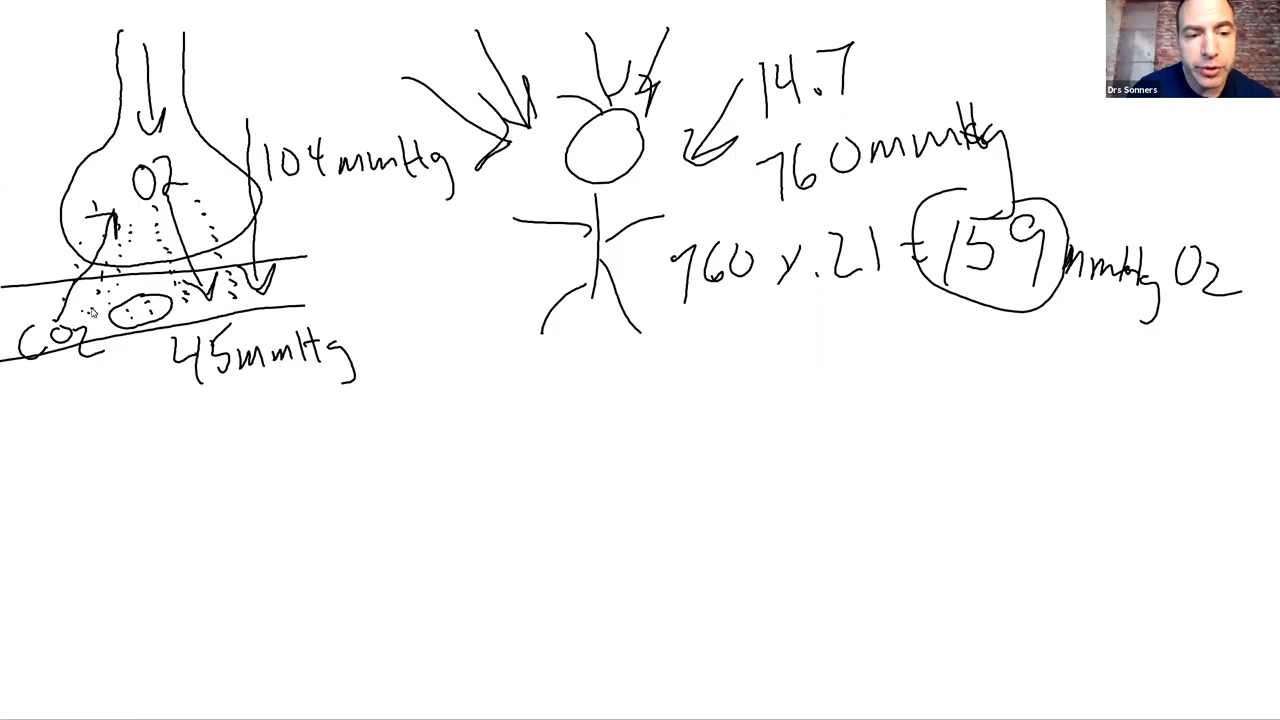 O2
104 mmHg
CO2
45 mmHg
14.7
760 mmHg
760 x .21 = 159 mmHg O2
Drs Sonners